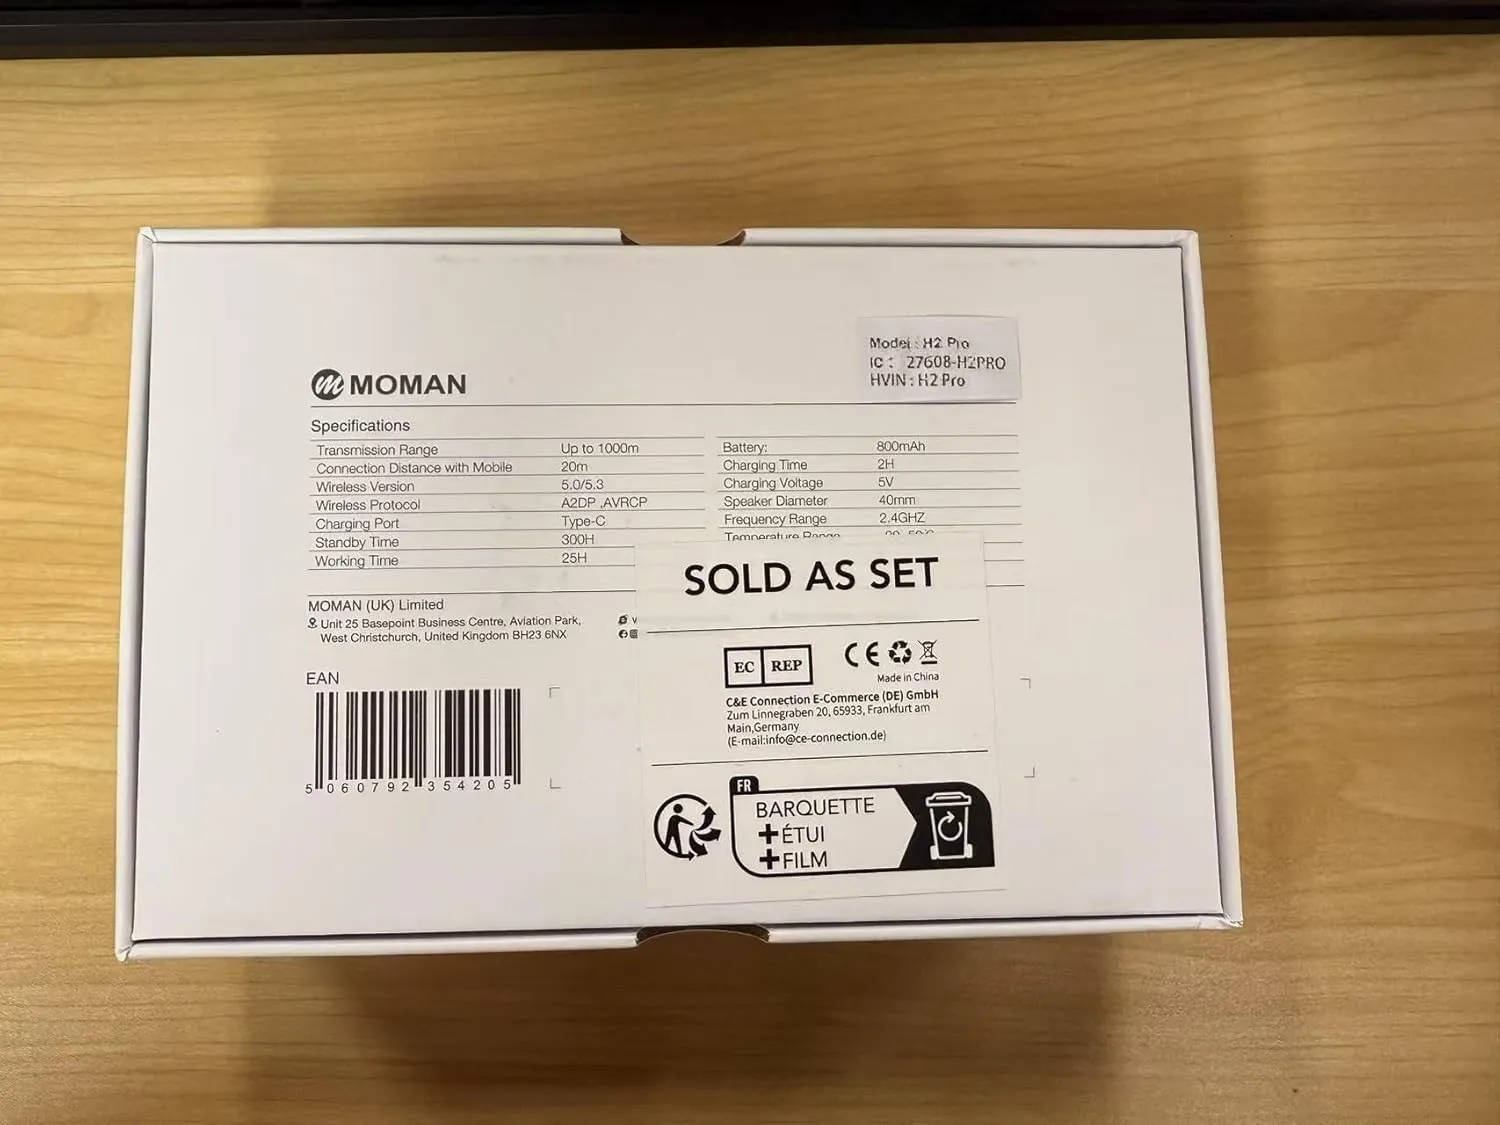 Model : H2 Pro
IC : 27608-H2PRO
HVIN : H2 Pro
MOMAN
Specifications
Transmission Range Up to 1000m
Connection Distance with Mobile 20m
Wireless Version 5.0/5.3
Wireless Protocol A2DP ,AVRCP
Charging Port Type-C
Standby Time 300H
Working Time 25H
Battery: 800mAh
Charging Time 2H
Charging Voltage 5V
Speaker Diameter 40mm
Frequency Range 2.4GHZ
Temperature Range
MOMAN (UK) Limited
Unit 25 Basepoint Business Centre, Aviation Park,
West Christchurch, United Kingdom BH23 6NX
EAN
5 060792 354205
SOLD AS SET
EC REP
CE
Made in China
C&E Connection E-Commerce (DE) GmbH
Zum Linnegraben 20, 65933, Frankfurt am
Main,Germany
(E-mail:info@ce-connection.de)
FR
BARQUETTE
+ÉTUI
+FILM